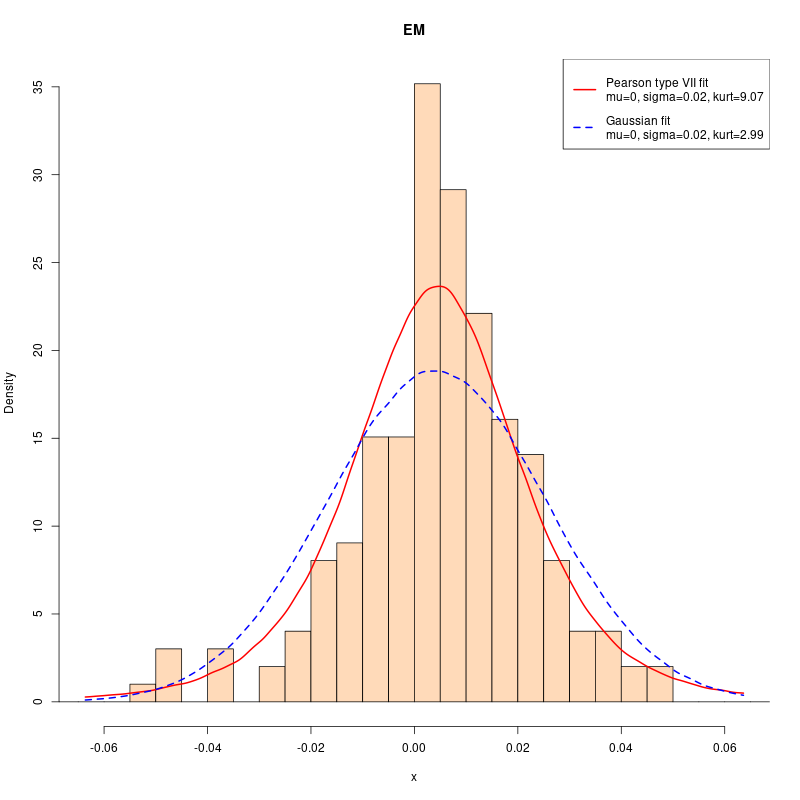 EM
Pearson type VII fit
mu=0, sigma=0.02, kurt=9.07
Gaussian fit
mu=0, sigma=0.02, kurt=2.99
35
30
25
20
15
10
5
0
Density
-0.06 -0.04 -0.02 0.00 0.02 0.04 0.06
x